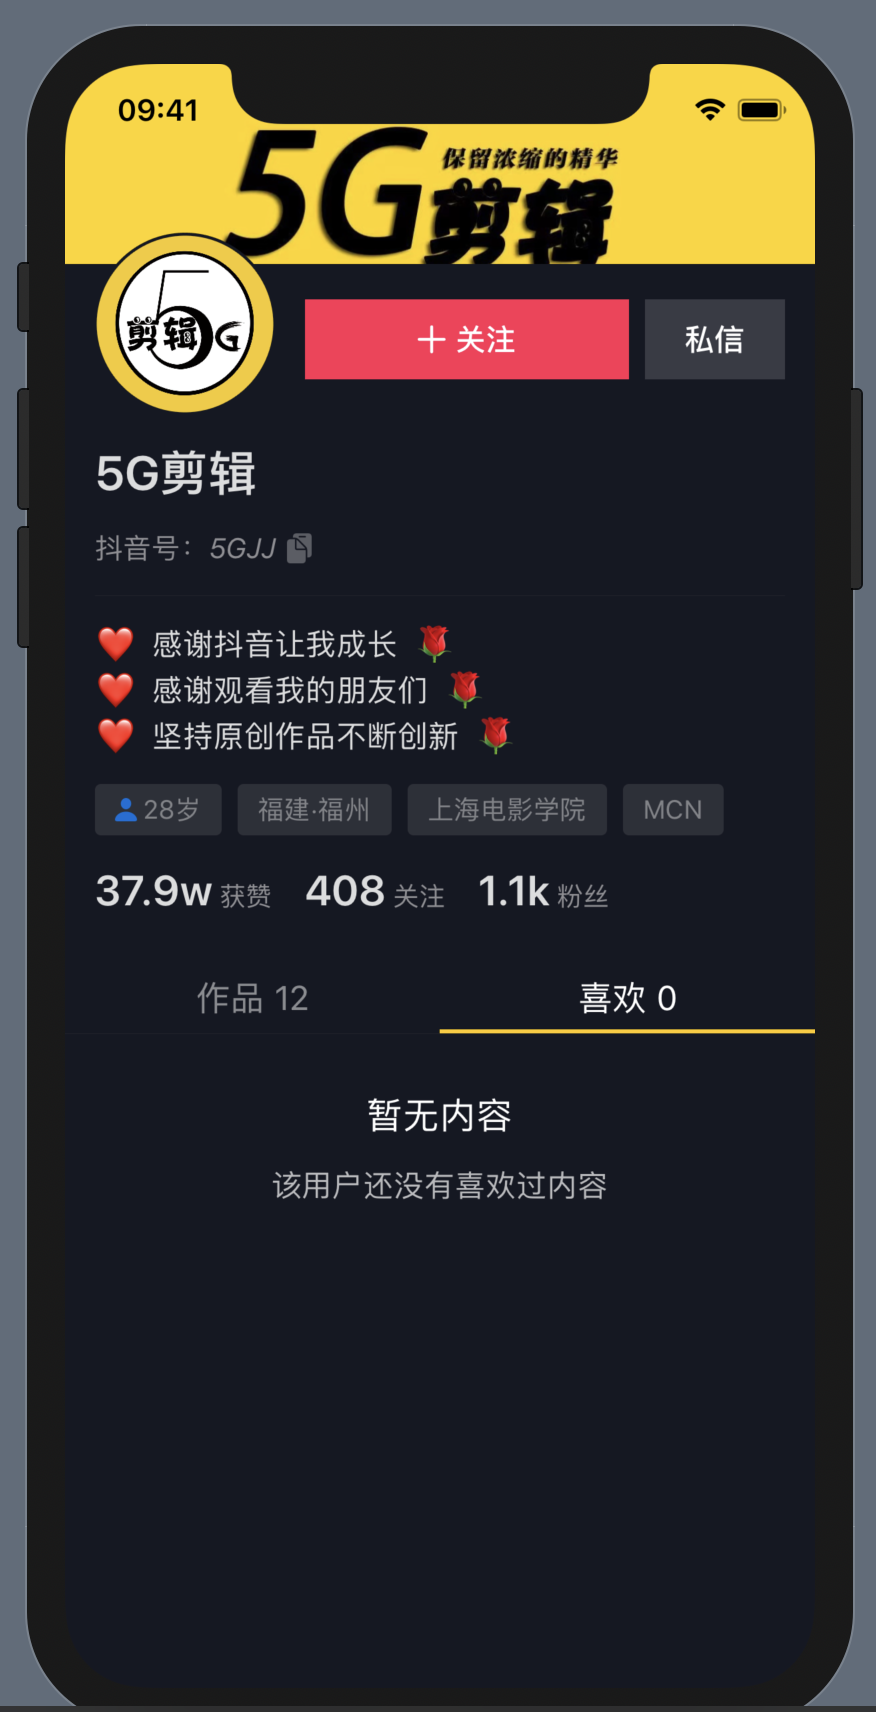 09:41
保留浓缩的精华
5G剪辑
5
剪辑G
关注
私信
5G剪辑
抖音号：5GJJ
感谢抖音让我成长
感谢观看我的朋友们
坚持原创作品不断创新
28岁 福建·福州 上海电影学院 MCN
37.9w 获赞 408 关注 1.1k 粉丝
作品 12 喜欢 0
暂无内容
该用户还没有喜欢过内容